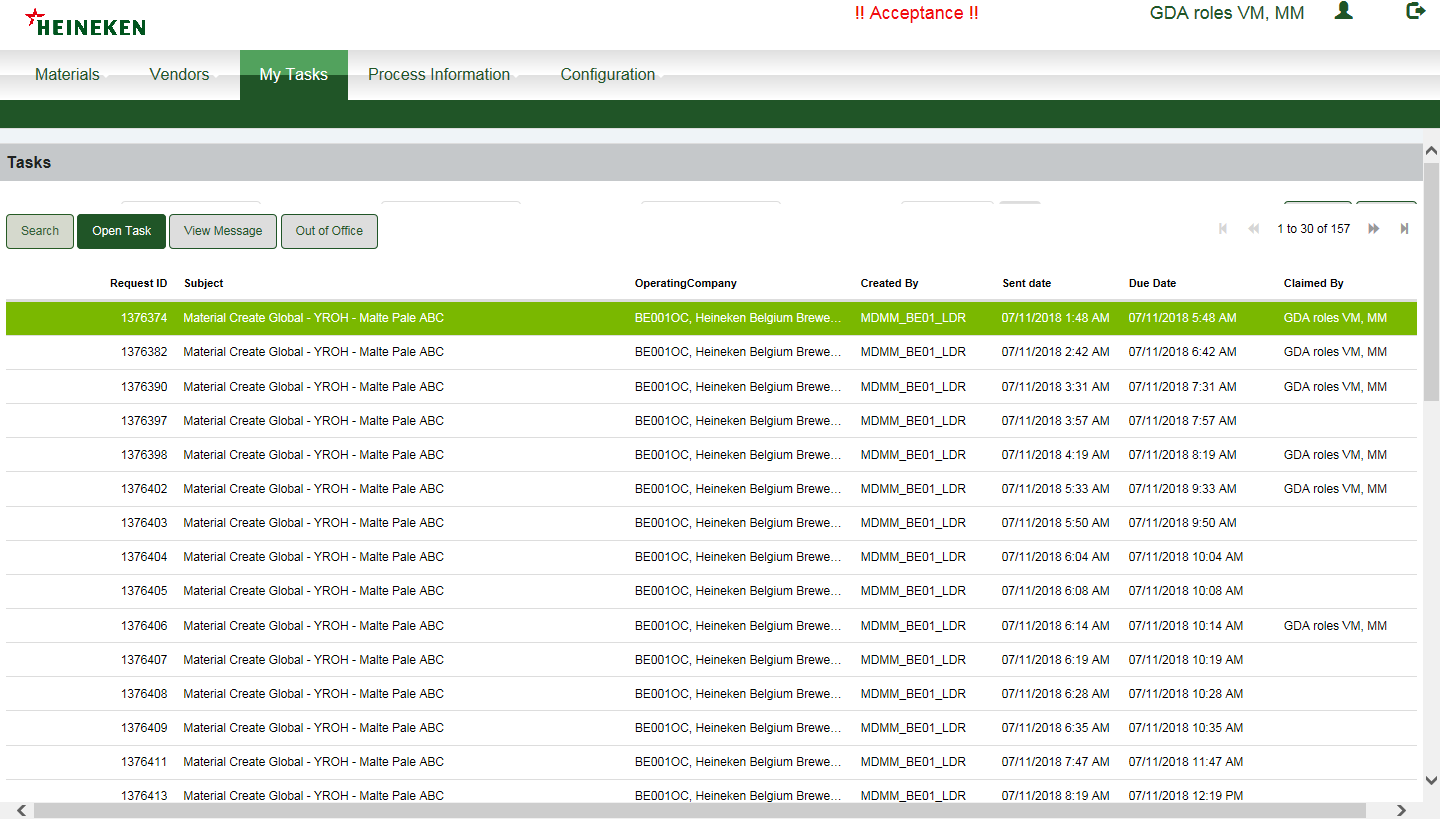 HEINEKEN !! Acceptance !! GDA roles VM, MM
Materials Vendors My Tasks Process Information Configuration
Tasks
Search Open Task View Message Out of Office 1 to 30 of 157
Request ID Subject OperatingCompany Created By Sent date Due Date Claimed By
1376374 Material Create Global - YROH - Malte Pale ABC BE001OC, Heineken Belgium Brewe... MDMM_BE01_LDR 07/11/2018 1:48 AM 07/11/2018 5:48 AM GDA roles VM, MM
1376382 Material Create Global - YROH - Malte Pale ABC BE001OC, Heineken Belgium Brewe... MDMM_BE01_LDR 07/11/2018 2:42 AM 07/11/2018 6:42 AM GDA roles VM, MM
1376390 Material Create Global - YROH - Malte Pale ABC BE001OC, Heineken Belgium Brewe... MDMM_BE01_LDR 07/11/2018 3:31 AM 07/11/2018 7:31 AM GDA roles VM, MM
1376397 Material Create Global - YROH - Malte Pale ABC BE001OC, Heineken Belgium Brewe... MDMM_BE01_LDR 07/11/2018 3:57 AM 07/11/2018 7:57 AM
1376398 Material Create Global - YROH - Malte Pale ABC BE001OC, Heineken Belgium Brewe... MDMM_BE01_LDR 07/11/2018 4:19 AM 07/11/2018 8:19 AM GDA roles VM, MM
1376402 Material Create Global - YROH - Malte Pale ABC BE001OC, Heineken Belgium Brewe... MDMM_BE01_LDR 07/11/2018 5:33 AM 07/11/2018 9:33 AM GDA roles VM, MM
1376403 Material Create Global - YROH - Malte Pale ABC BE001OC, Heineken Belgium Brewe... MDMM_BE01_LDR 07/11/2018 5:50 AM 07/11/2018 9:50 AM
1376404 Material Create Global - YROH - Malte Pale ABC BE001OC, Heineken Belgium Brewe... MDMM_BE01_LDR 07/11/2018 6:04 AM 07/11/2018 10:04 AM
1376405 Material Create Global - YROH - Malte Pale ABC BE001OC, Heineken Belgium Brewe... MDMM_BE01_LDR 07/11/2018 6:08 AM 07/11/2018 10:08 AM
1376406 Material Create Global - YROH - Malte Pale ABC BE001OC, Heineken Belgium Brewe... MDMM_BE01_LDR 07/11/2018 6:14 AM 07/11/2018 10:14 AM GDA roles VM, MM
1376407 Material Create Global - YROH - Malte Pale ABC BE001OC, Heineken Belgium Brewe... MDMM_BE01_LDR 07/11/2018 6:19 AM 07/11/2018 10:19 AM
1376408 Material Create Global - YROH - Malte Pale ABC BE001OC, Heineken Belgium Brewe... MDMM_BE01_LDR 07/11/2018 6:28 AM 07/11/2018 10:28 AM
1376409 Material Create Global - YROH - Malte Pale ABC BE001OC, Heineken Belgium Brewe... MDMM_BE01_LDR 07/11/2018 6:35 AM 07/11/2018 10:35 AM
1376411 Material Create Global - YROH - Malte Pale ABC BE001OC, Heineken Belgium Brewe... MDMM_BE01_LDR 07/11/2018 7:47 AM 07/11/2018 11:47 AM
1376413 Material Create Global - YROH - Malte Pale ABC BE001OC, Heineken Belgium Brewe... MDMM_BE01_LDR 07/11/2018 8:19 AM 07/11/2018 12:19 PM